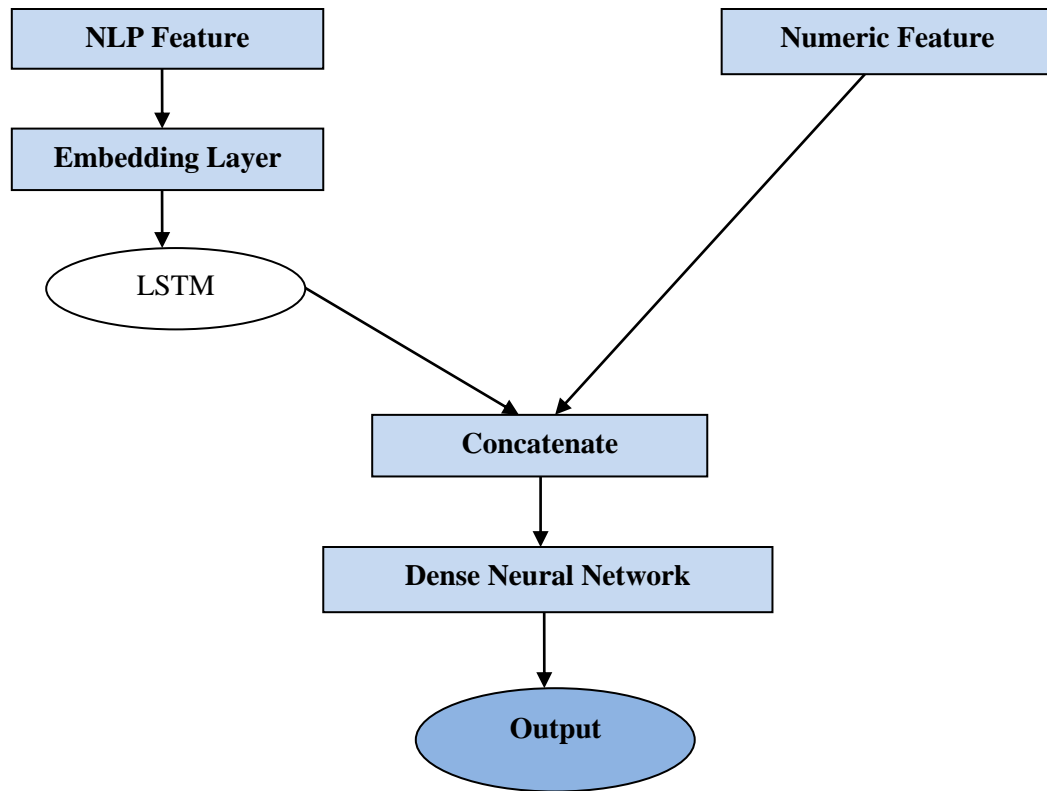 NLP Feature
Numeric Feature
Embedding Layer
LSTM
Concatenate
Dense Neural Network
Output